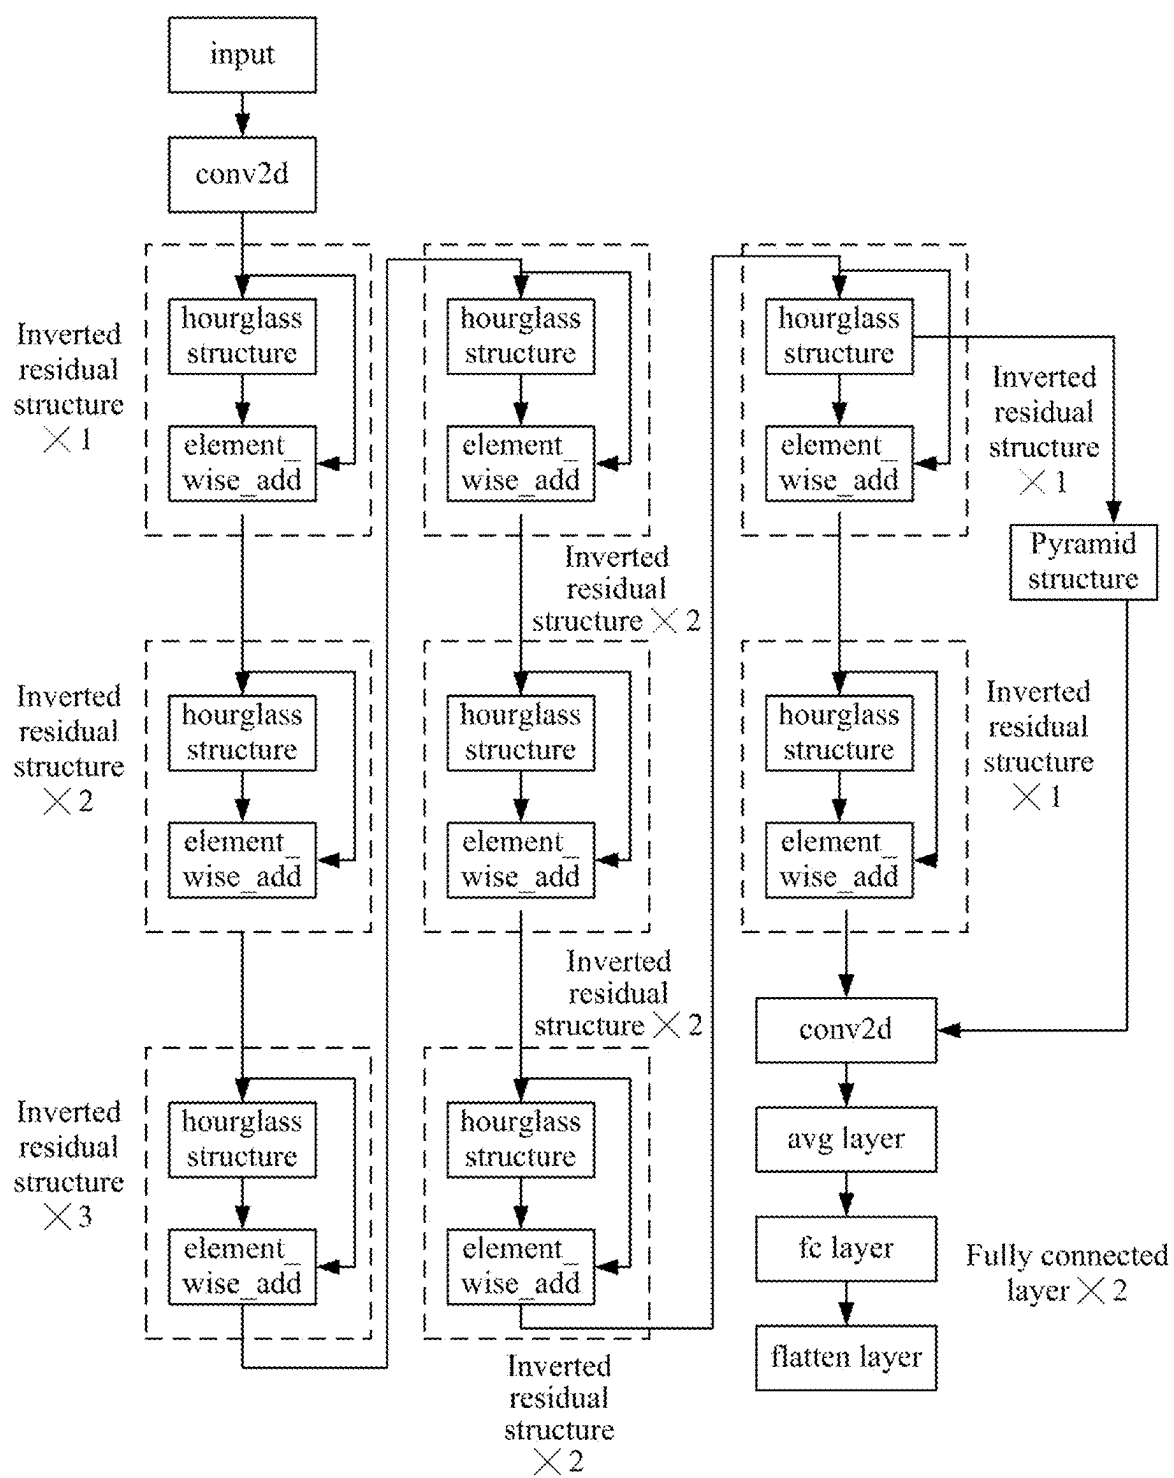 input
conv2d
Inverted
residual
structure
×1
hourglass
structure
element_
wise_add
Inverted
residual
structure
×2
hourglass
structure
element_
wise_add
Inverted
residual
structure
×3
hourglass
structure
element_
wise_add
hourglass
structure
element_
wise_add
Inverted
residual
structure×2
hourglass
structure
element_
wise_add
Inverted
residual
structure×2
hourglass
structure
element_
wise_add
Inverted
residual
structure
×2
hourglass
structure
element_
wise_add
Inverted
residual
structure
×1
Pyramid
structure
hourglass
structure
element_
wise_add
Inverted
residual
structure
×1
conv2d
avg layer
fc layer
Fully connected
layer×2
flatten layer